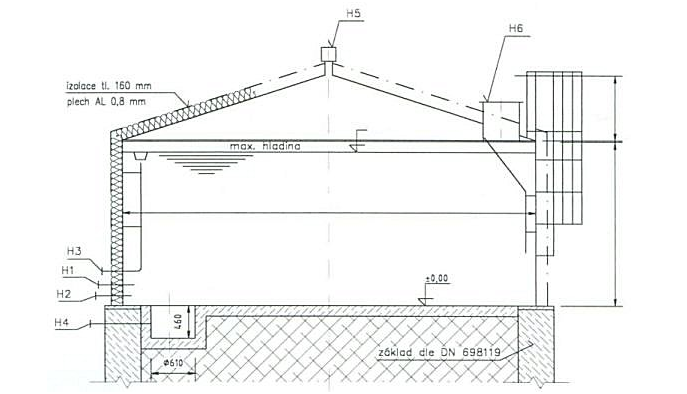 H5
H6
izolace tl. 160 mm
plech AL 0,8 mm
max. hladina
H3
H1
H2
±0,00
H4
460
ø610
základ dle DN 698119